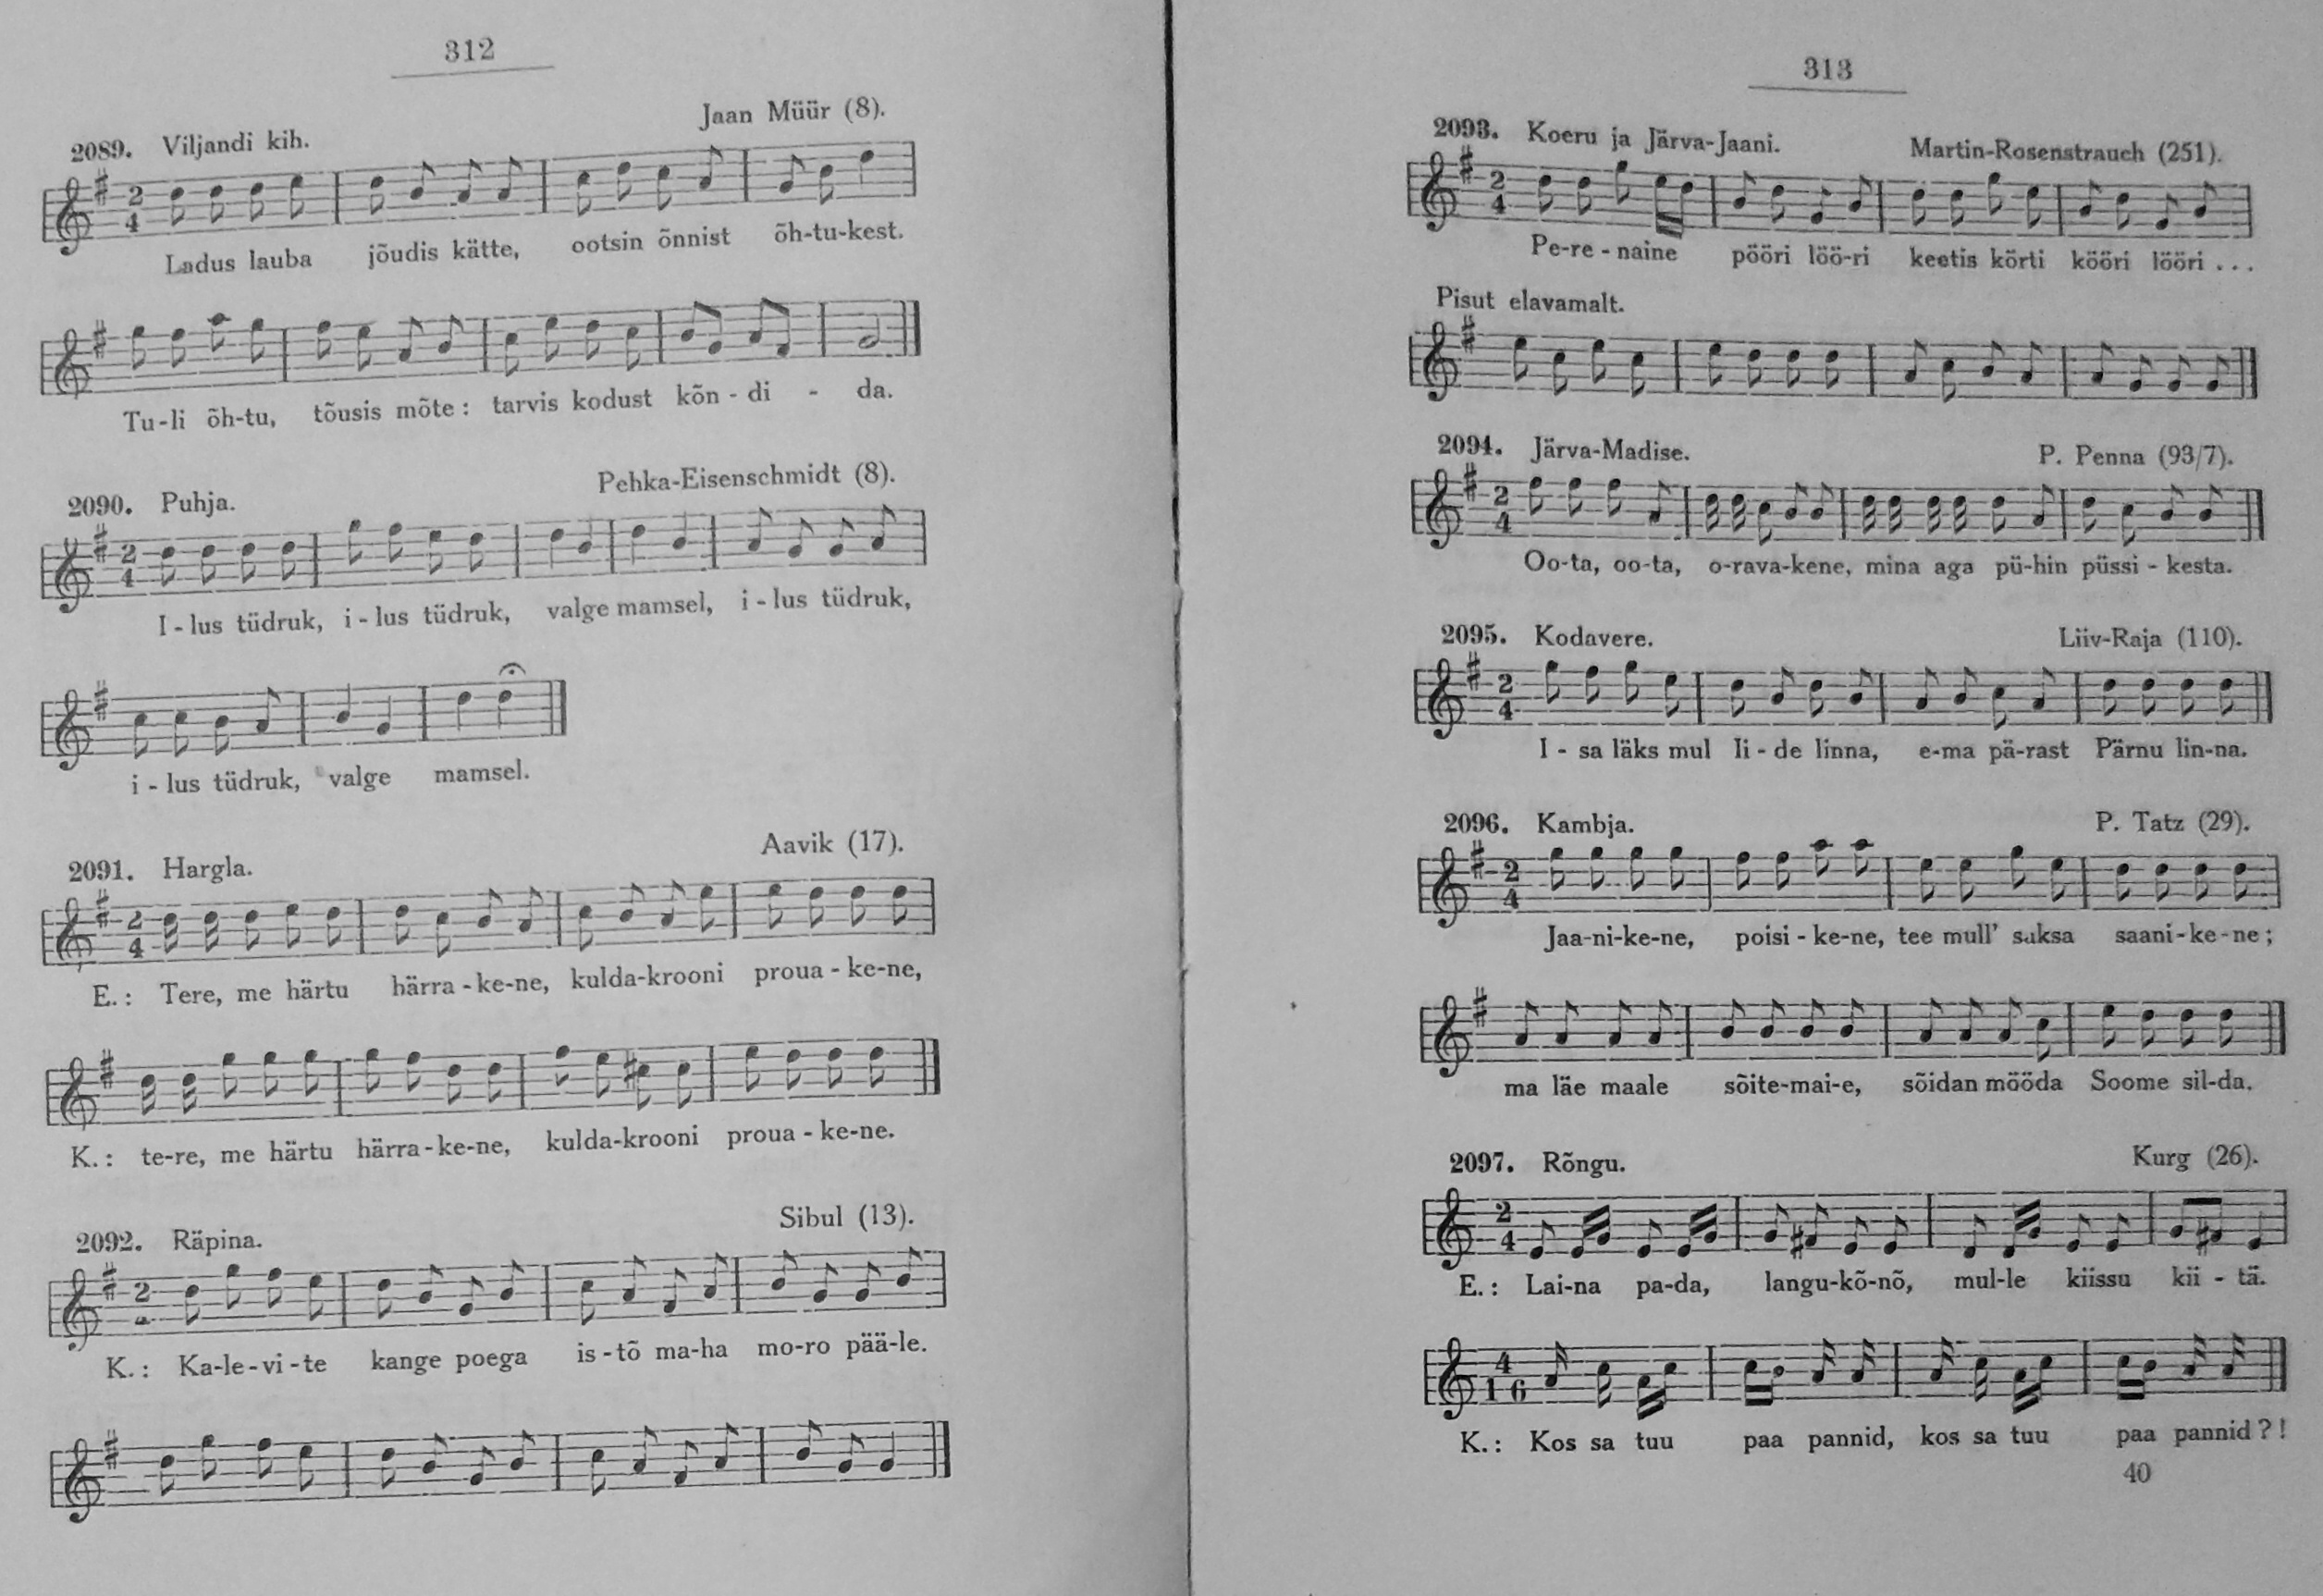 312
Jaan Müür (8).
2089. Viljandi kih.
2
4
Ladus lauba jõudis kätte, ootsin õnnist õh-tu-kest.
Tu-li õh-tu, tõusis mõte: tarvis kodust kõn-di - da.
Pehka-Eisenschmidt (8).
2090. Puhja.
2
4
I-lus tüdruk, i-lus tüdruk, valge mamsel, i-lus tüdruk,
i-lus tüdruk, valge mamsel.
Aavik (17).
2091. Hargla.
2
4
E.: Tere, me härtu härra-ke-ne, kulda-krooni proua-ke-ne,
K.: te-re, me härtu härra-ke-ne, kulda-krooni proua-ke-ne.
Sibul (13).
2092. Räpina.
2
K.: Ka-le-vi-te kange poega is-tõ ma-ha mo-ro pää-le.
313
2093. Koeru ja Järva-Jaani. Martin-Rosenstrauch (251).
2
4
Pe-re-naine pööri löö-ri keetis körti kööri lööri ...
Pisut elavamalt.
2094. Järva-Madise. P. Penna (93/7).
2
4
Oo-ta, oo-ta, o-rava-kene, mina aga pü-hin püssi-kesta.
2095. Kodavere. Liiv-Raja (110).
2
4
I-sa läks mul Ii-de linna, e-ma pä-rast Pärnu lin-na.
2096. Kambja. P. Tatz (29).
2
4
Jaa-ni-ke-ne, poisi-ke-ne, tee mull' saksa saani-ke-ne;
ma läe maale sõite-mai-e, sõidan mööda Soome sil-da.
2097. Rõngu. Kurg (26).
2
4
E.: Lai-na pa-da, langu-kõ-nõ, mul-le kiissu kii-tä.
4
16
K.: Kos sa tuu paa pannid, kos sa tuu paa pannid?!
40